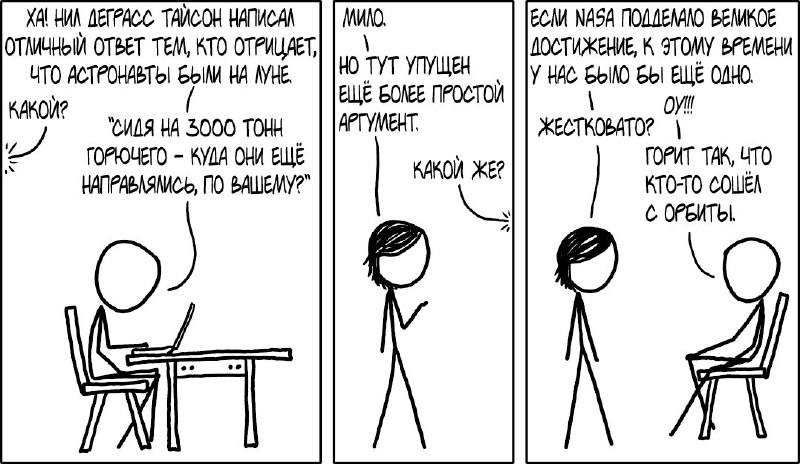 ХА! НИЛ ДЕГРАСС ТАЙСОН НАПИСАЛ
ОТЛИЧНЫЙ ОТВЕТ ТЕМ, КТО ОТРИЦАЕТ,
ЧТО АСТРОНАВТЫ БЫЛИ НА ЛУНЕ.
КАКОЙ?
"СИДЯ НА 3000 ТОНН
ГОРЮЧЕГО – КУДА ОНИ ЕЩЁ
НАПРАВЛЯЛИСЬ, ПО ВАШЕМУ?"
МИЛО.
НО ТУТ УПУЩЕН
ЕЩЁ БОЛЕЕ ПРОСТОЙ
АРГУМЕНТ.
КАКОЙ ЖЕ?
ЕСЛИ NASA ПОДДЕЛАЛО ВЕЛИКОЕ
ДОСТИЖЕНИЕ, К ЭТОМУ ВРЕМЕНИ
У НАС БЫЛО БЫ ЕЩЁ ОДНО.
ОУ!!!
ЖЕСТКОВАТО?
ГОРИТ ТАК, ЧТО
КТО-ТО СОШЁЛ
С ОРБИТЫ.